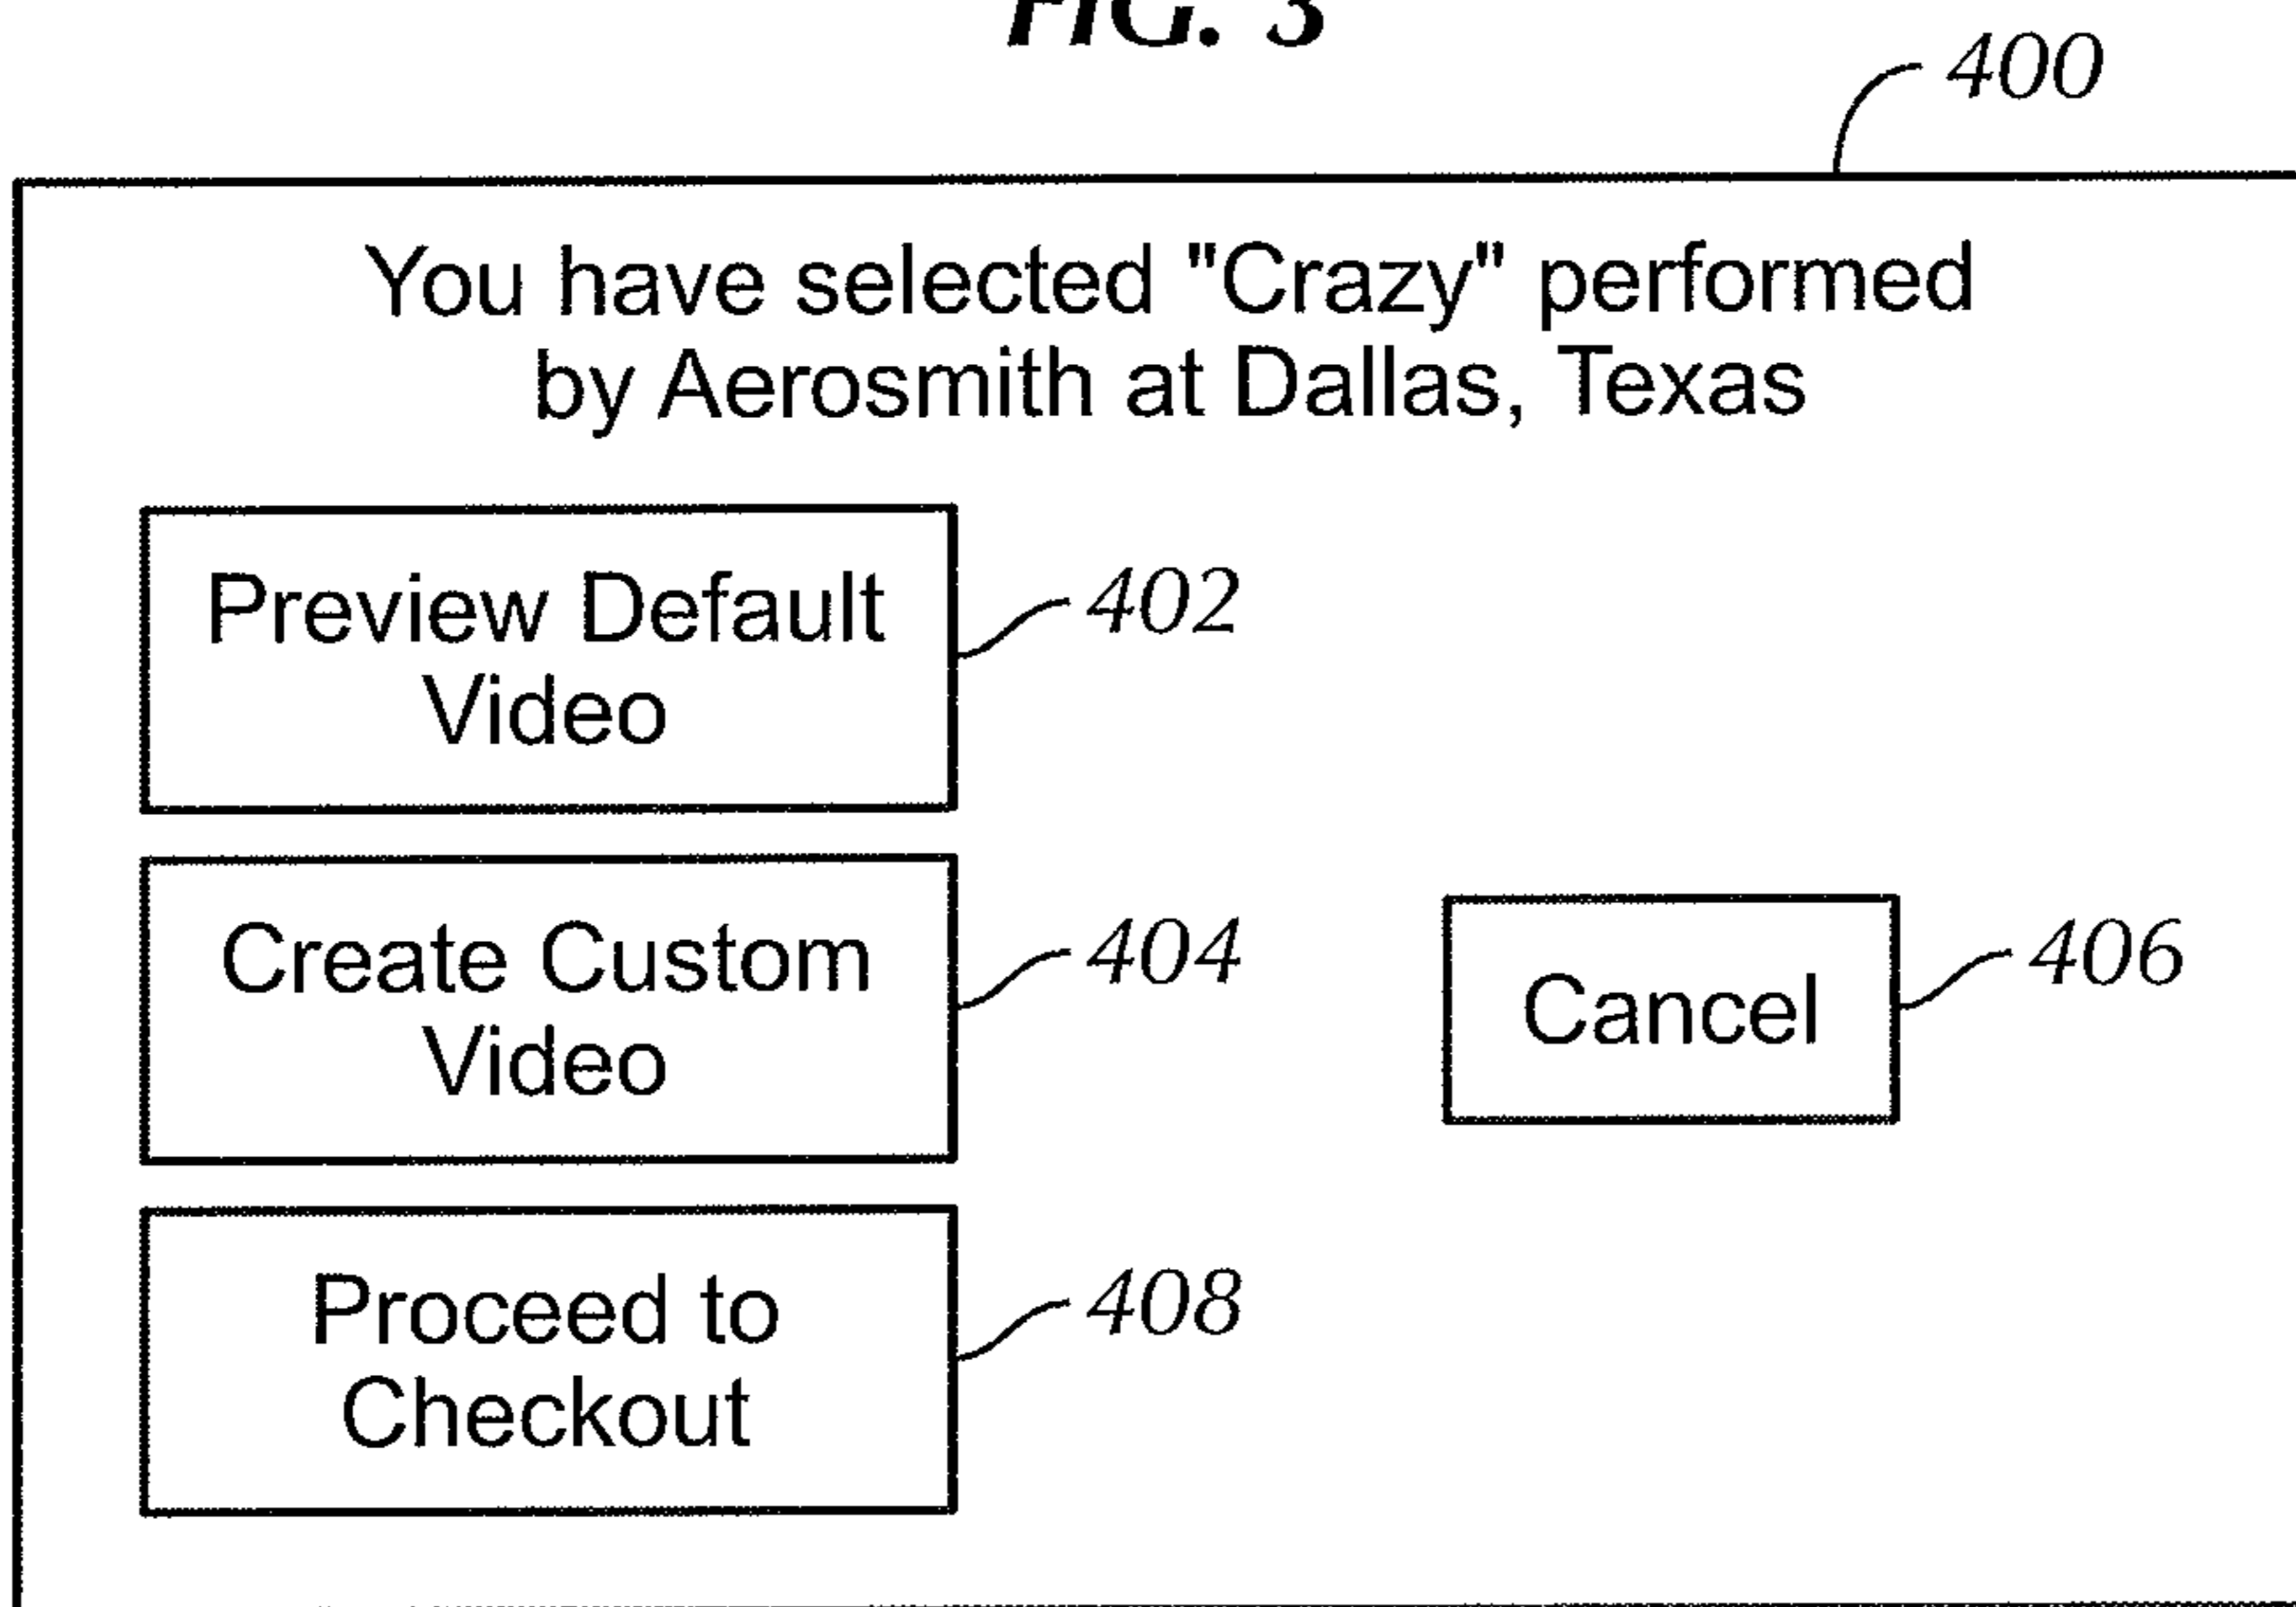 FIG. 3
400
You have selected "Crazy" performed
by Aerosmith at Dallas, Texas
Preview Default
Video
402
Create Custom
Video
404
Cancel
406
Proceed to
Checkout
408